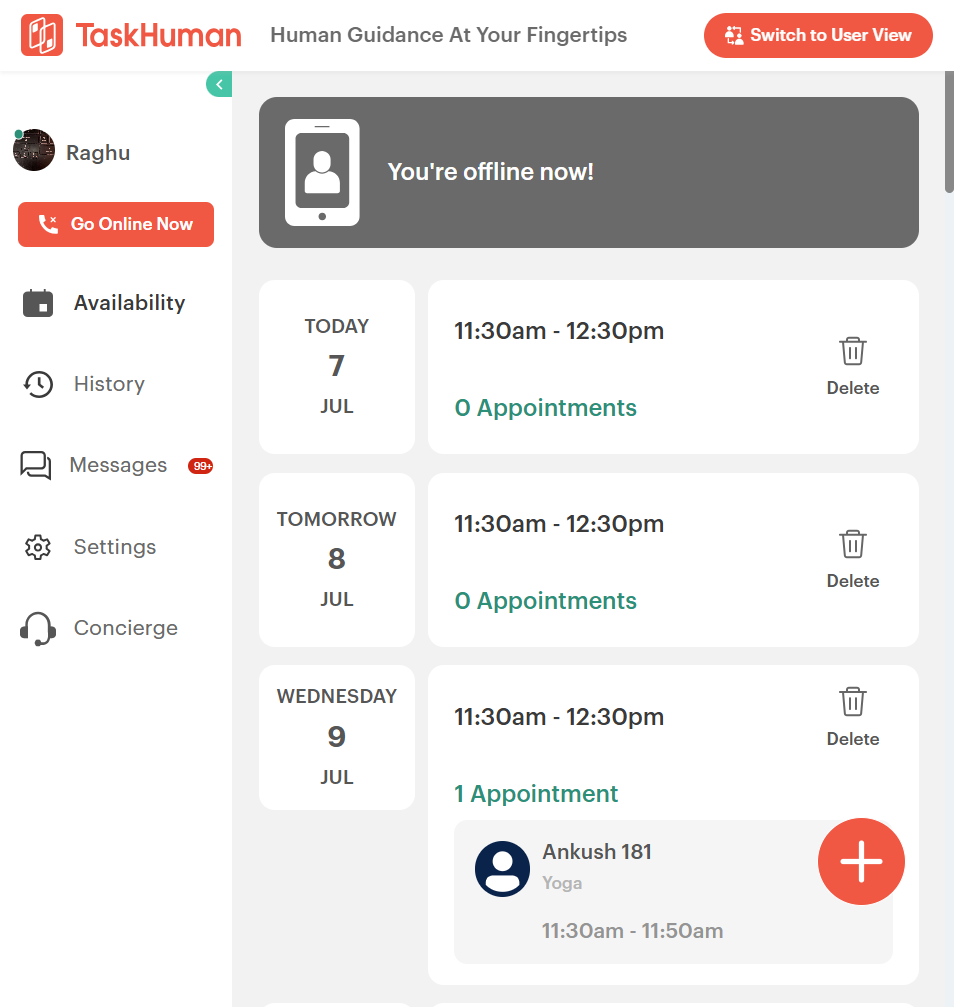 TaskHuman
Human Guidance At Your Fingertips
Switch to User View
Raghu
Go Online Now
Availability
History
Messages
99+
Settings
Concierge
You're offline now!
TODAY
7
JUL
11:30am - 12:30pm
0 Appointments
Delete
TOMORROW
8
JUL
11:30am - 12:30pm
0 Appointments
Delete
WEDNESDAY
9
JUL
11:30am - 12:30pm
Delete
1 Appointment
Ankush 181
Yoga
11:30am - 11:50am